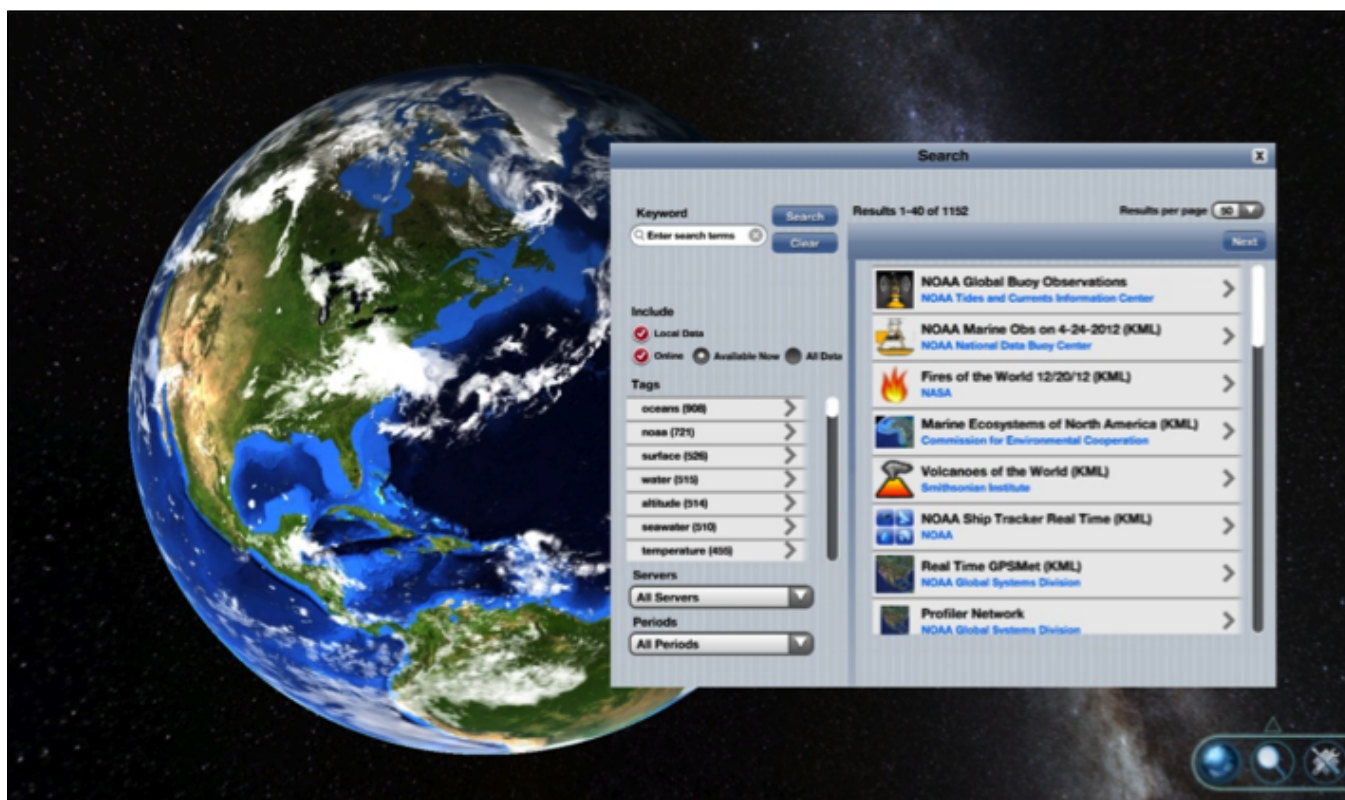 Search
X
Keyword
Search
Enter search terms
Clear
Include
Local Data
Online
Available Now
All Data
Tags
oceans (908)
noaa (721)
surface (526)
water (515)
altitude (514)
seawater (510)
temperature (455)
Servers
All Servers
Periods
All Periods
Results 1-40 of 1152
Results per page
50
Next
NOAA Global Buoy Observations
NOAA Tides and Currents Information Center
NOAA Marine Obs on 4-24-2012 (KML)
NOAA National Data Buoy Center
Fires of the World 12/20/12 (KML)
NASA
Marine Ecosystems of North America (KML)
Commission for Environmental Cooperation
Volcanoes of the World (KML)
Smithsonian Institute
NOAA Ship Tracker Real Time (KML)
NOAA
Real Time GPSMet (KML)
NOAA Global Systems Division
Profiler Network
NOAA Global Systems Division